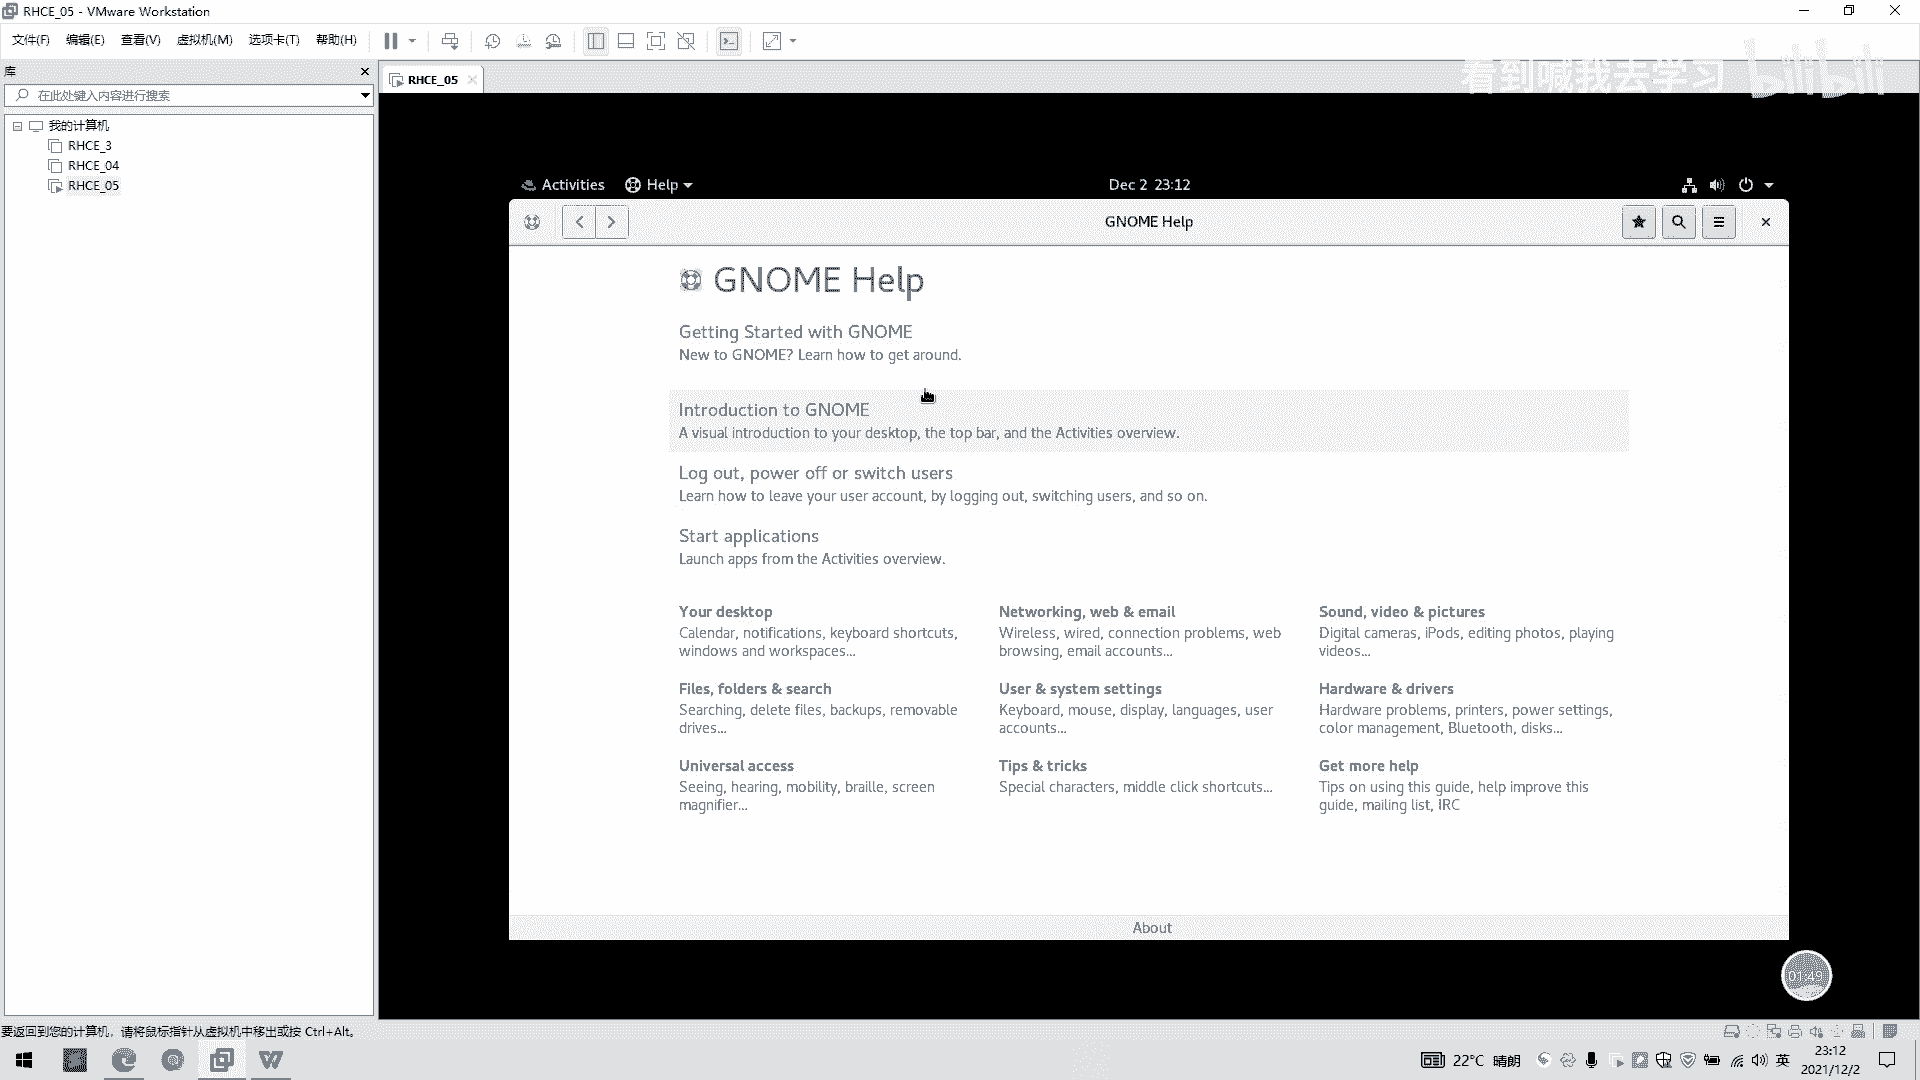 RHCE_05 - VMware Workstation
文件(F) 编辑(E) 查看(V) 虚拟机(M) 选项卡(T) 帮助(H)
库
在此处键入内容进行搜索
我的计算机
RHCE_3
RHCE_04
RHCE_05
RHCE_05
看到喊我去学习 bilibili
Activities Help Dec 2 23:12
GNOME Help
GNOME Help
Getting Started with GNOME
New to GNOME? Learn how to get around.
Introduction to GNOME
A visual introduction to your desktop, the top bar, and the Activities overview.
Log out, power off or switch users
Learn how to leave your user account, by logging out, switching users, and so on.
Start applications
Launch apps from the Activities overview.
Your desktop
Calendar, notifications, keyboard shortcuts,
windows and workspaces...
Networking, web & email
Wireless, wired, connection problems, web
browsing, email accounts...
Sound, video & pictures
Digital cameras, iPods, editing photos, playing
videos...
Files, folders & search
Searching, delete files, backups, removable
drives...
User & system settings
Keyboard, mouse, display, languages, user
accounts...
Hardware & drivers
Hardware problems, printers, power settings,
color management, Bluetooth, disks...
Universal access
Seeing, hearing, mobility, braille, screen
magnifier...
Tips & tricks
Special characters, middle click shortcuts...
Get more help
Tips on using this guide, help improve this
guide, mailing list, IRC
About
01:49
要返回到您的计算机，请将鼠标指针从虚拟机中移出或按 Ctrl+Alt。
22°C 晴朗
英
23:12
2021/12/2